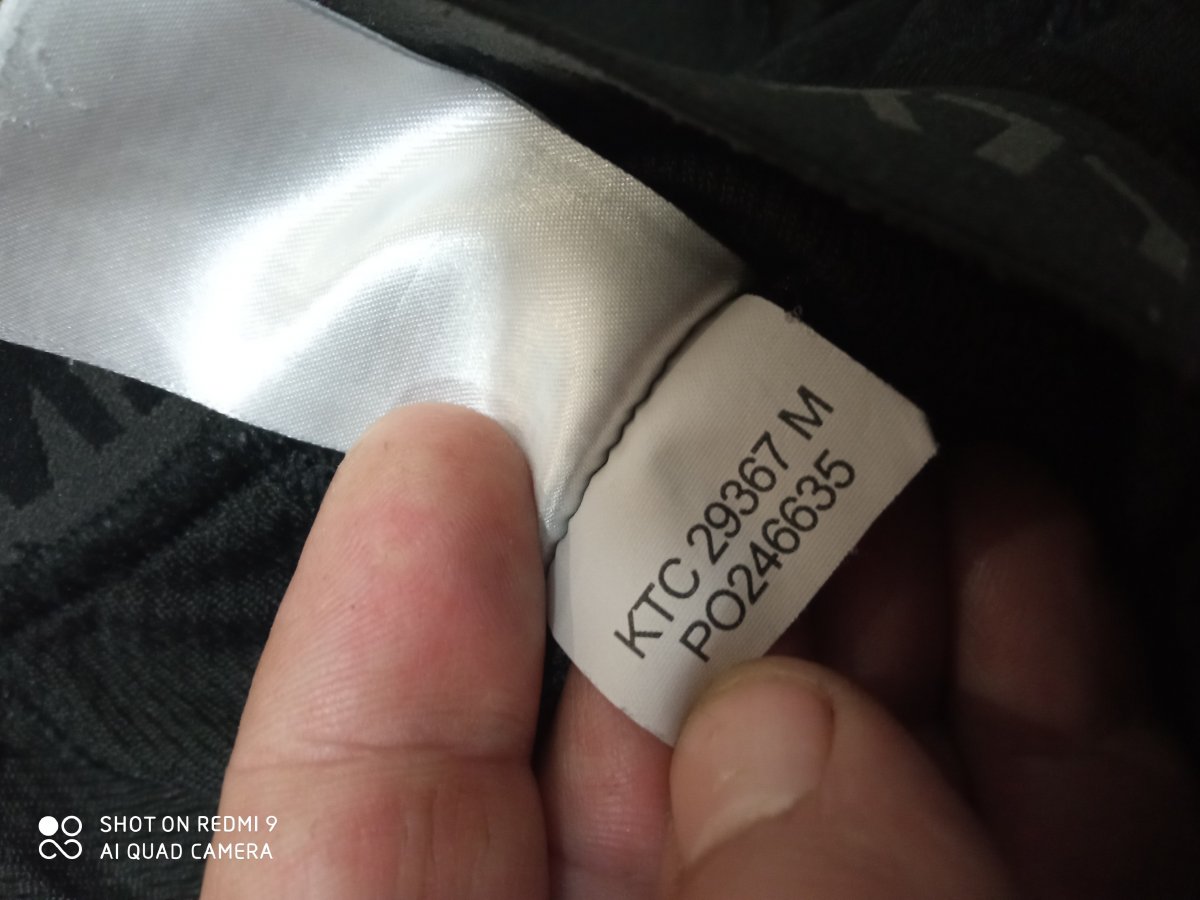 KTC 29367 M
PO246635
SHOT ON REDMI 9
AI QUAD CAMERA